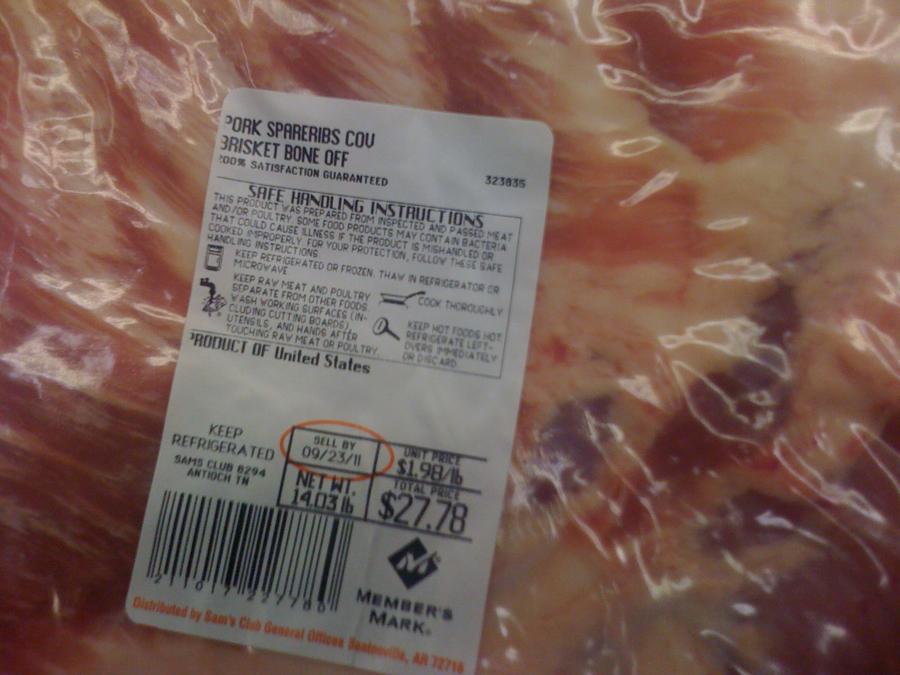 PORK SPARERIBS COV
BRISKET BONE OFF
100% SATISFACTION GUARANTEED
323835
SAFE HANDLING INSTRUCTIONS
THIS PRODUCT WAS PREPARED FROM INSPECTED AND PASSED MEAT
AND/OR POULTRY. SOME FOOD PRODUCTS MAY CONTAIN BACTERIA
THAT COULD CAUSE ILLNESS IF THE PRODUCT IS MISHANDLED OR
COOKED IMPROPERLY. FOR YOUR PROTECTION, FOLLOW THESE SAFE
HANDLING INSTRUCTIONS.
KEEP REFRIGERATED OR FROZEN. THAW IN REFRIGERATOR OR
MICROWAVE
KEEP RAW MEAT AND POULTRY
SEPARATE FROM OTHER FOODS.
WASH WORKING SURFACES (IN-
CLUDING CUTTING BOARDS)
UTENSILS, AND HANDS AFTER
TOUCHING RAW MEAT OR POULTRY.
COOK THOROUGHLY
KEEP HOT FOODS HOT.
REFRIGERATE LEFT-
OVERS IMMEDIATELY
OR DISCARD.
PRODUCT OF United States
KEEP
REFRIGERATED
SAMS CLUB 6294
ANTIOCH TN
SELL BY
09/23/11
NET WT.
14.03 lb
UNIT PRICE
$1.98/lb
TOTAL PRICE
$27.78
MEMBER'S
MARK.
Distributed by Sam's Club General Offices Bentonville, AR 72716